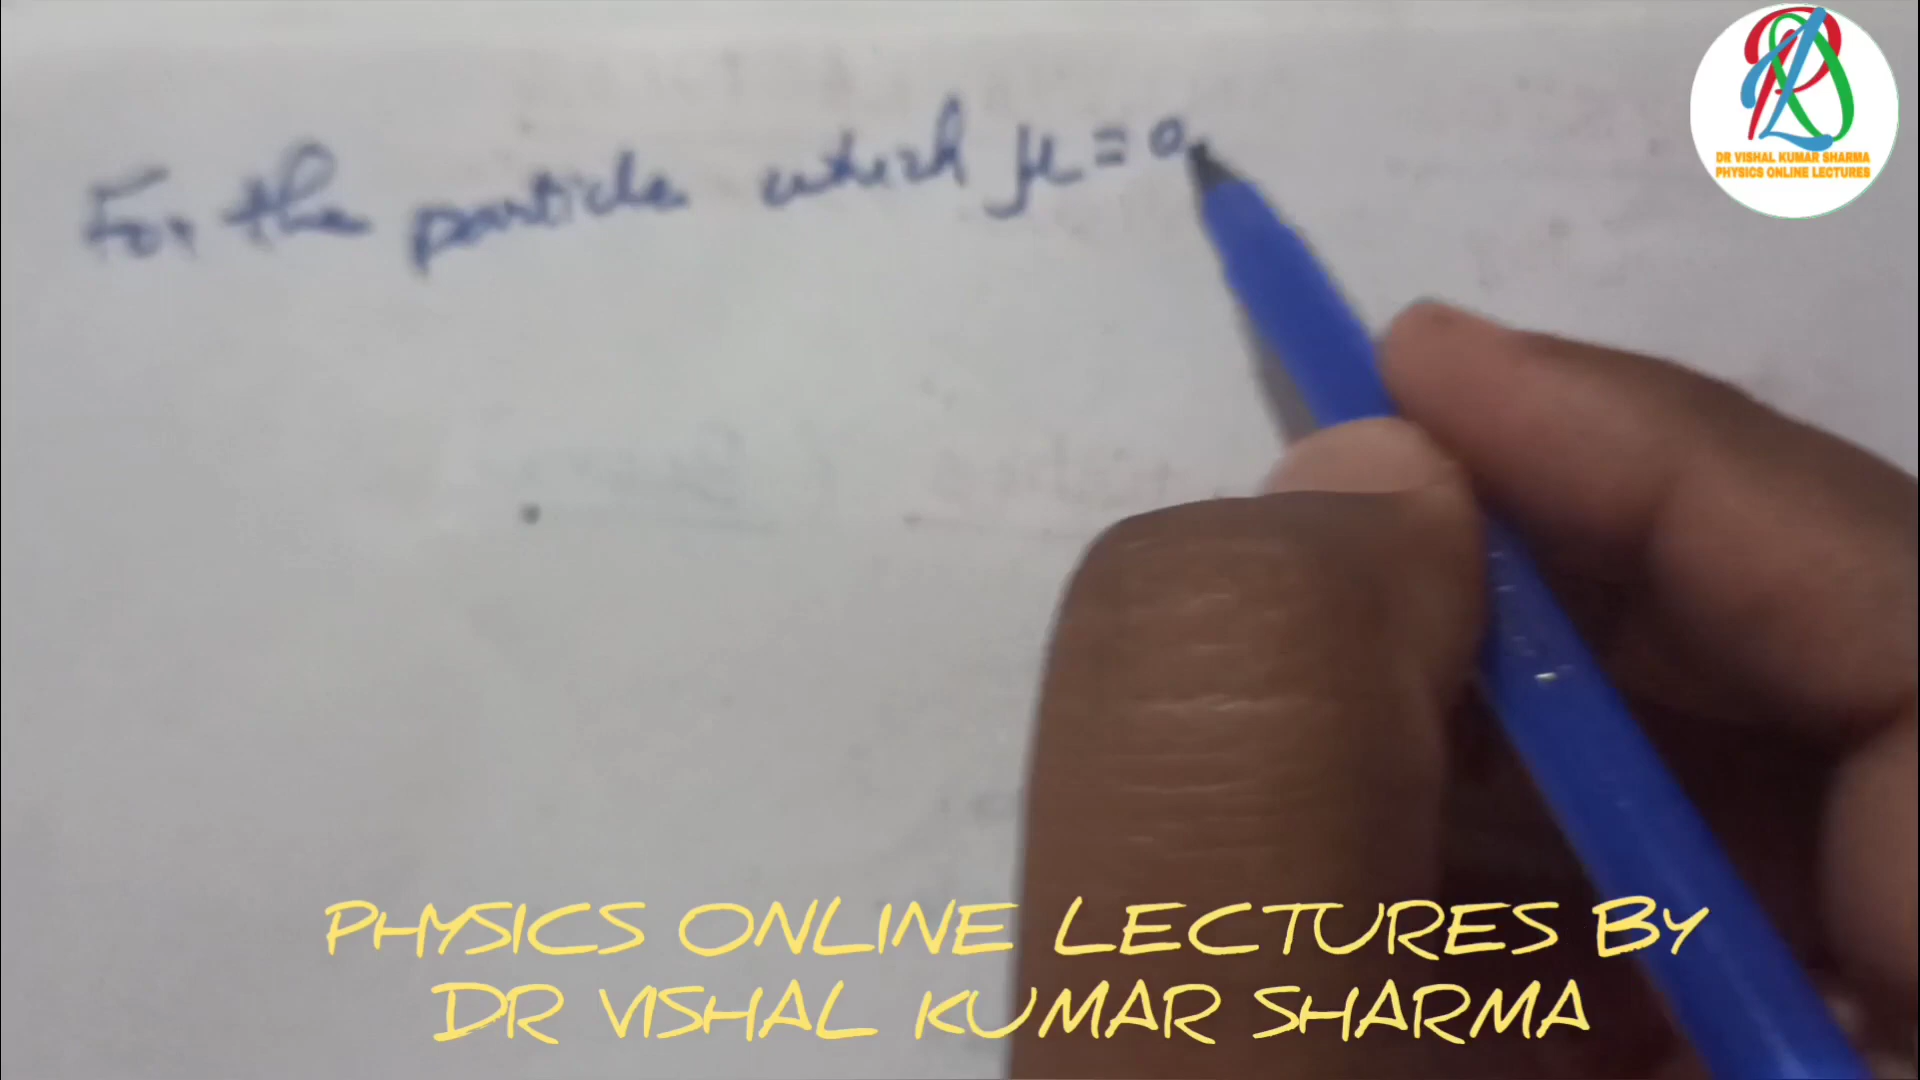 For the particle which μ = 0
DR VISHAL KUMAR SHARMA
PHYSICS ONLINE LECTURES
PHYSICS ONLINE LECTURES BY
DR VISHAL KUMAR SHARMA